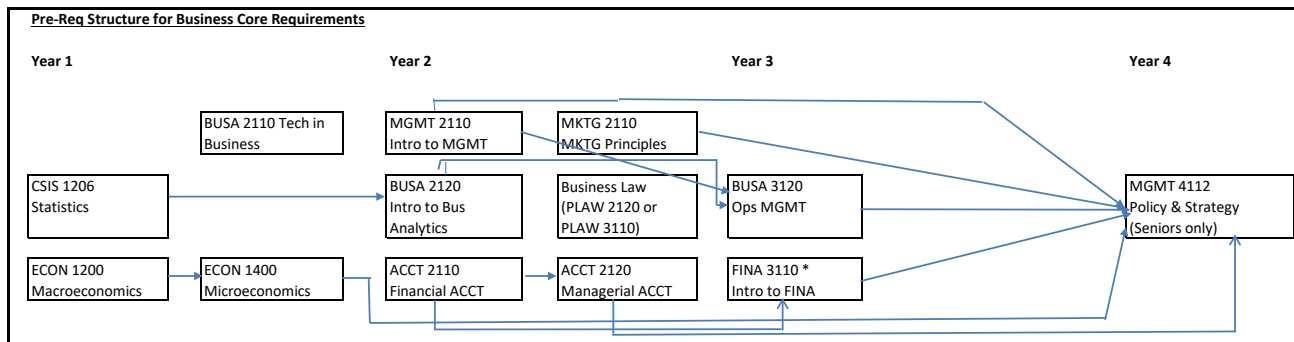 Pre-Req Structure for Business Core Requirements
Year 1
Year 2
Year 3
Year 4
BUSA 2110 Tech in
Business
MGMT 2110
Intro to MGMT
MKTG 2110
MKTG Principles
CSIS 1206
Statistics
BUSA 2120
Intro to Bus
Analytics
Business Law
(PLAW 2120 or
PLAW 3110)
BUSA 3120
Ops MGMT
MGMT 4112
Policy & Strategy
(Seniors only)
ECON 1200
Macroeconomics
ECON 1400
Microeconomics
ACCT 2110
Financial ACCT
ACCT 2120
Managerial ACCT
FINA 3110 *
Intro to FINA